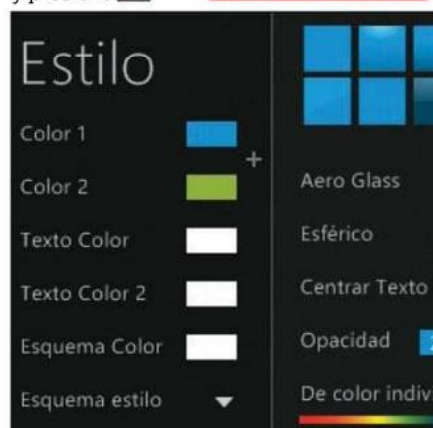 Estilo
Color 1
Color 2
+
Texto Color
Texto Color 2
Esquema Color
Esquema estilo
Aero Glass
Esférico
Centrar Texto
Opacidad
De color